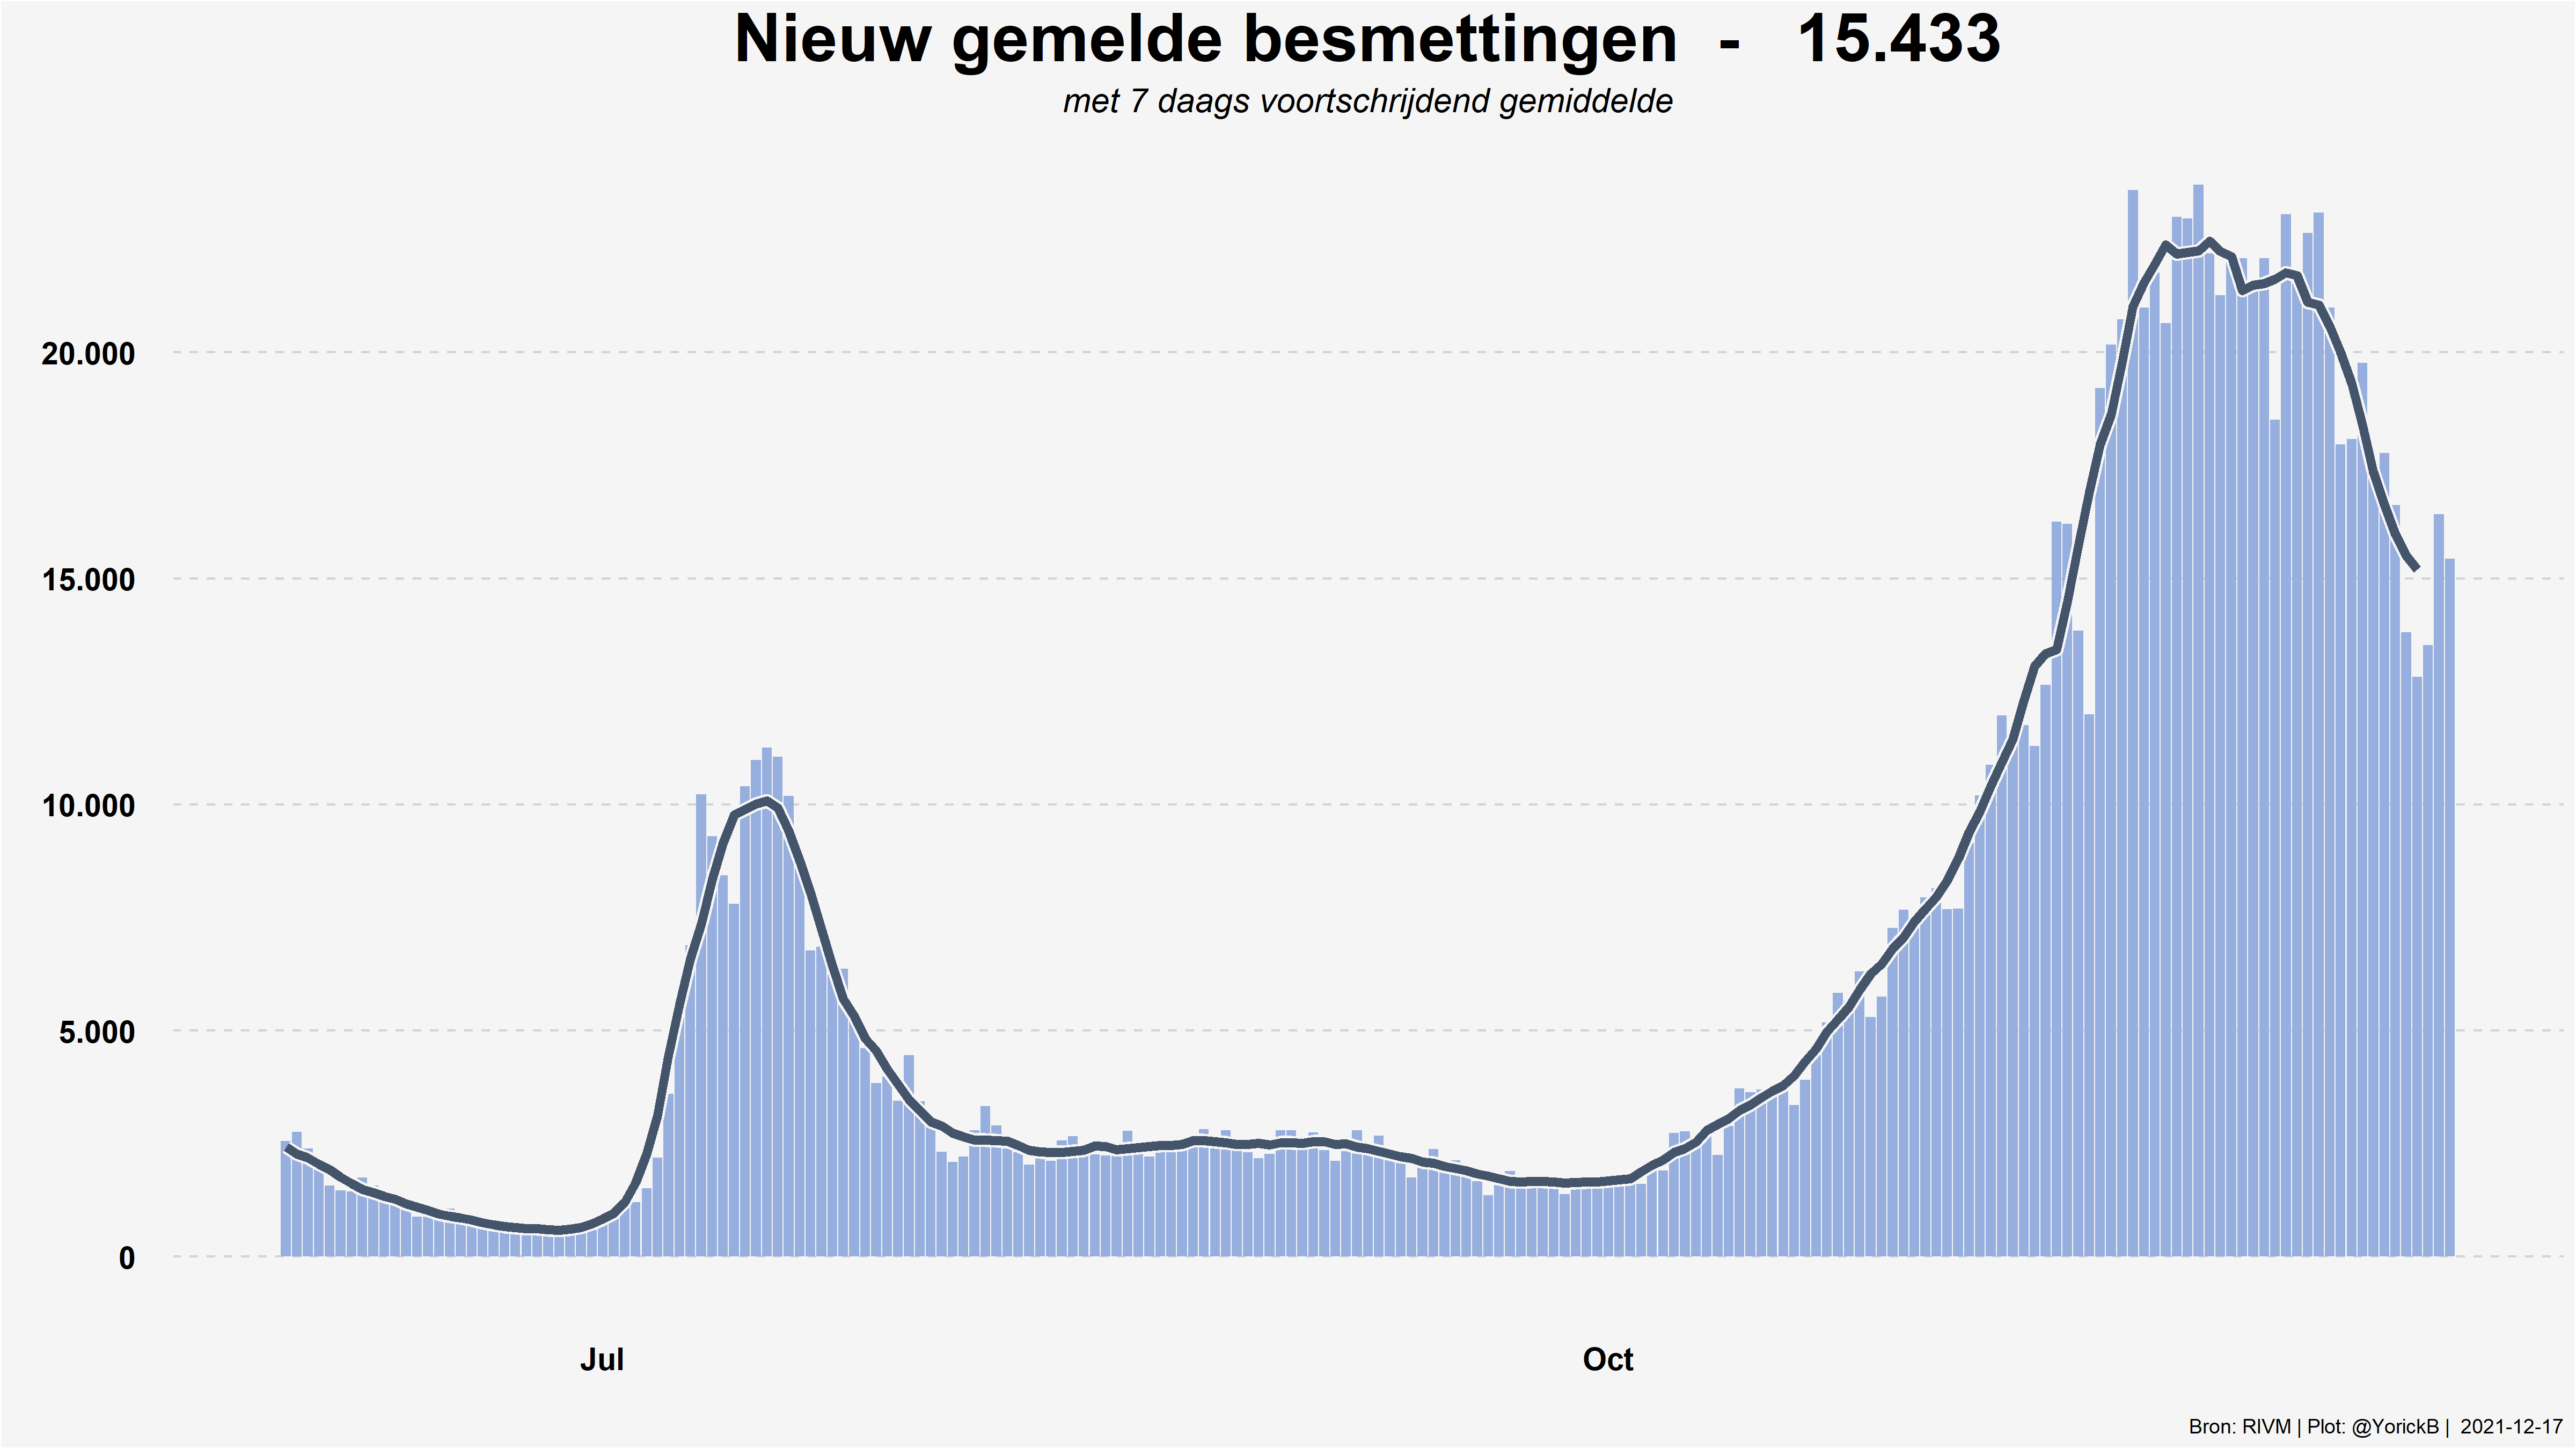 Nieuw gemelde besmettingen - 15.433
met 7 daags voortschrijdend gemiddelde
20.000
15.000
10.000
5.000
0
Jul Oct
Bron: RIVM | Plot: @YorickB | 2021-12-17